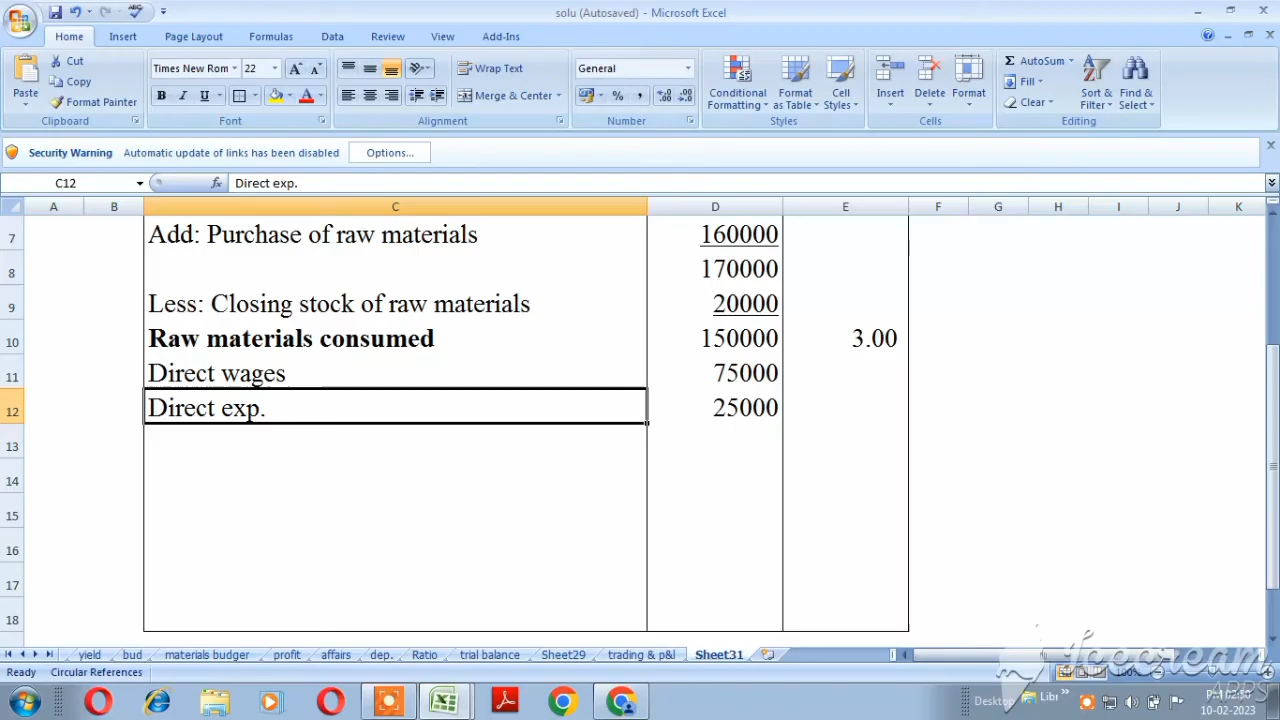 solu (Autosaved) - Microsoft Excel
Home Insert Page Layout Formulas Data Review View Add-Ins
Paste
Cut
Copy
Format Painter
Clipboard
Times New Rom 22
B I U
Font
Wrap Text
Merge & Center
Alignment
General
Number
Conditional Formatting
Format as Table
Cell Styles
Styles
Insert Delete Format
Cells
AutoSum
Fill
Clear
Sort & Filter
Find & Select
Editing
Security Warning Automatic update of links has been disabled Options...
C12 fx Direct exp.
A B C D E F G H I J K
7 Add: Purchase of raw materials 160000
8 170000
9 Less: Closing stock of raw materials 20000
10 Raw materials consumed 150000 3.00
11 Direct wages 75000
12 Direct exp. 25000
13
14
15
16
17
18
yield bud materials budger profit affairs dep. Ratio trial balance Sheet29 trading & p&l Sheet31
Ready Circular References
Icecream
APPS
Desktop Libr
10-02-2023